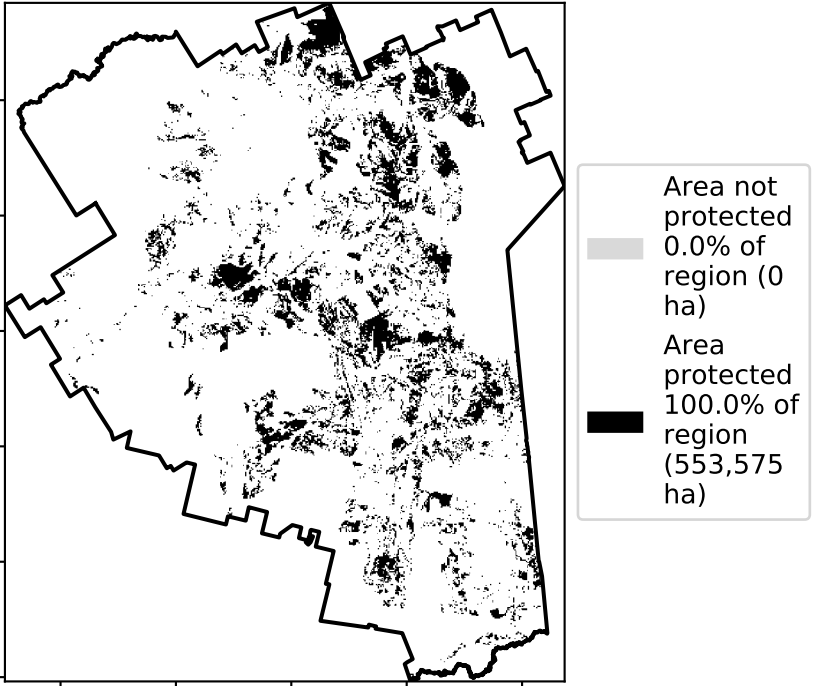 Area not
protected
0.0% of
region (0
ha)
Area
protected
100.0% of
region
(553,575
ha)